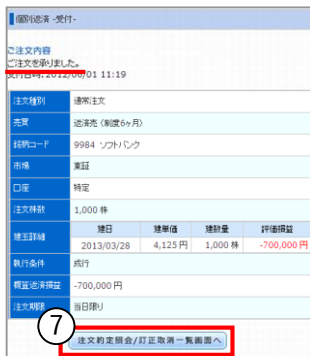 個別返済 -受付-
ご注文内容
ご注文を承りました。
受付日時: 2012/06/01 11:19
注文種別 通常注文
売買 返済売 (制度6ヶ月)
銘柄コード 9984 ソフトバンク
市場 東証
口座 特定
注文株数 1,000 株
建玉詳細 建日 建単価 建数量 評価損益
2013/03/28 4,125 円 1,000 株 -700,000 円
執行条件 成行
概算返済損益 -700,000 円
注文期限 当日限り
⑦ 注文約定照会/訂正取消一覧画面へ